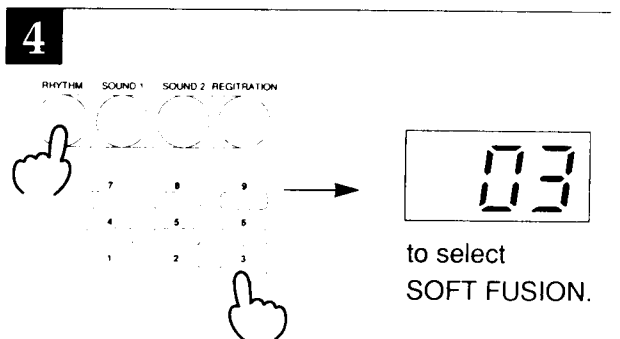 4
RHYTHM SOUND 1 SOUND 2 REGITRATION
7 8 9
4 5 6
1 2 3
03
to select
SOFT FUSION.